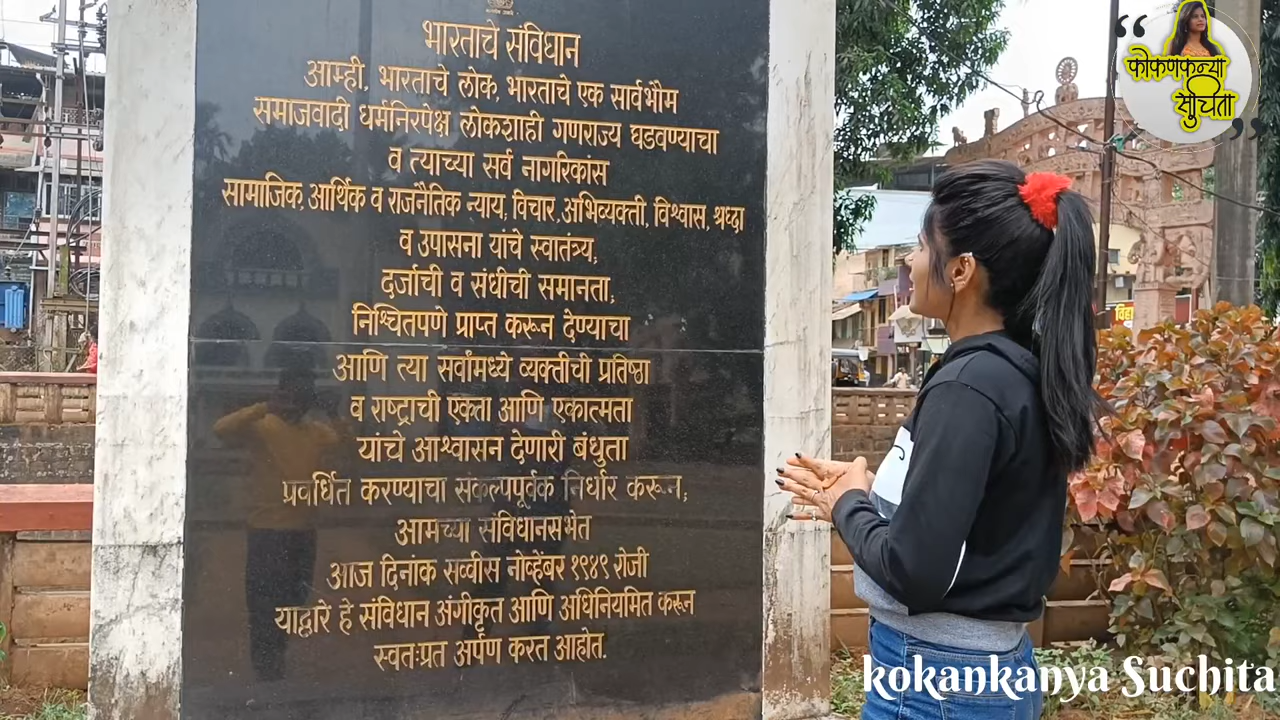 भारताचे संविधान
आम्ही, भारताचे लोक, भारताचे एक सार्वभौम
समाजवादी धर्मनिरपेक्ष लोकशाही गणराज्य घडवण्याचा
व त्याच्या सर्व नागरिकांस
सामाजिक, आर्थिक व राजनैतिक न्याय, विचार, अभिव्यक्ती, विश्वास, श्रध्दा
व उपासना यांचे स्वातंत्र्य,
दर्जाची व संधीची समानता,
निश्चितपणे प्राप्त करून देण्याचा
आणि त्या सर्वांमध्ये व्यक्तीची प्रतिष्ठा
व राष्ट्राची एकता आणि एकात्मता
यांचे आश्वासन देणारी बंधुता
प्रवर्धित करण्याचा संकल्पपूर्वक निर्धार करून,
आमच्या संविधानसभेत
आज दिनांक सव्वीस नोव्हेंबर १९४९ रोजी
याद्वारे हे संविधान अंगीकृत आणि अधिनियमित करून
स्वतःप्रत अर्पण करत आहोत.
कोकणकन्या
सुचिता
kokankanya Suchita